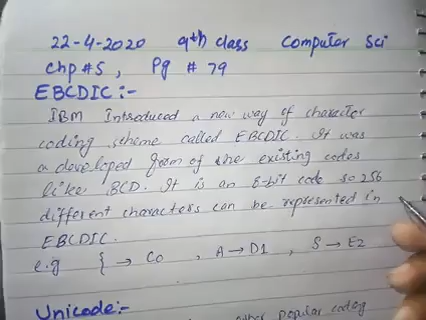 22-4-2020 9th class Computer Sci
Chp #5, Pg # 79
EBCDIC:-
IBM Introduced a new way of character
coding scheme called EBCDIC. It was
a developed form of the existing codes
like BCD. It is an 8-bit code so 256
different characters can be represented in
EBCDIC.
e.g { → C0 , A → D1 , S → E2
Unicode:-
other popular coding